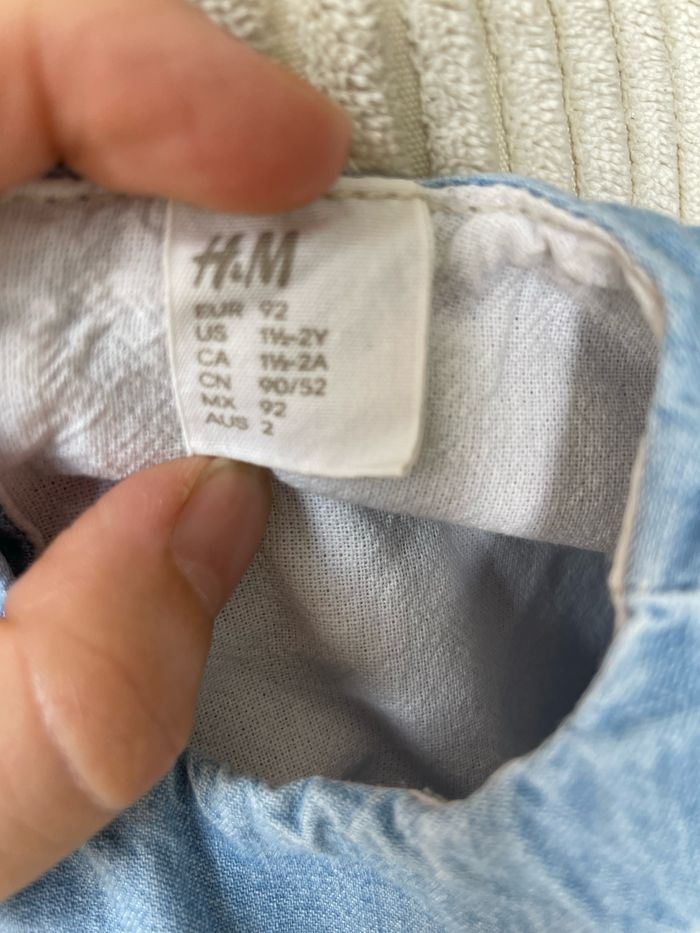 H&M
EUR 92
US 1½-2Y
CA 1½-2A
CN 90/52
MX 92
AUS 2